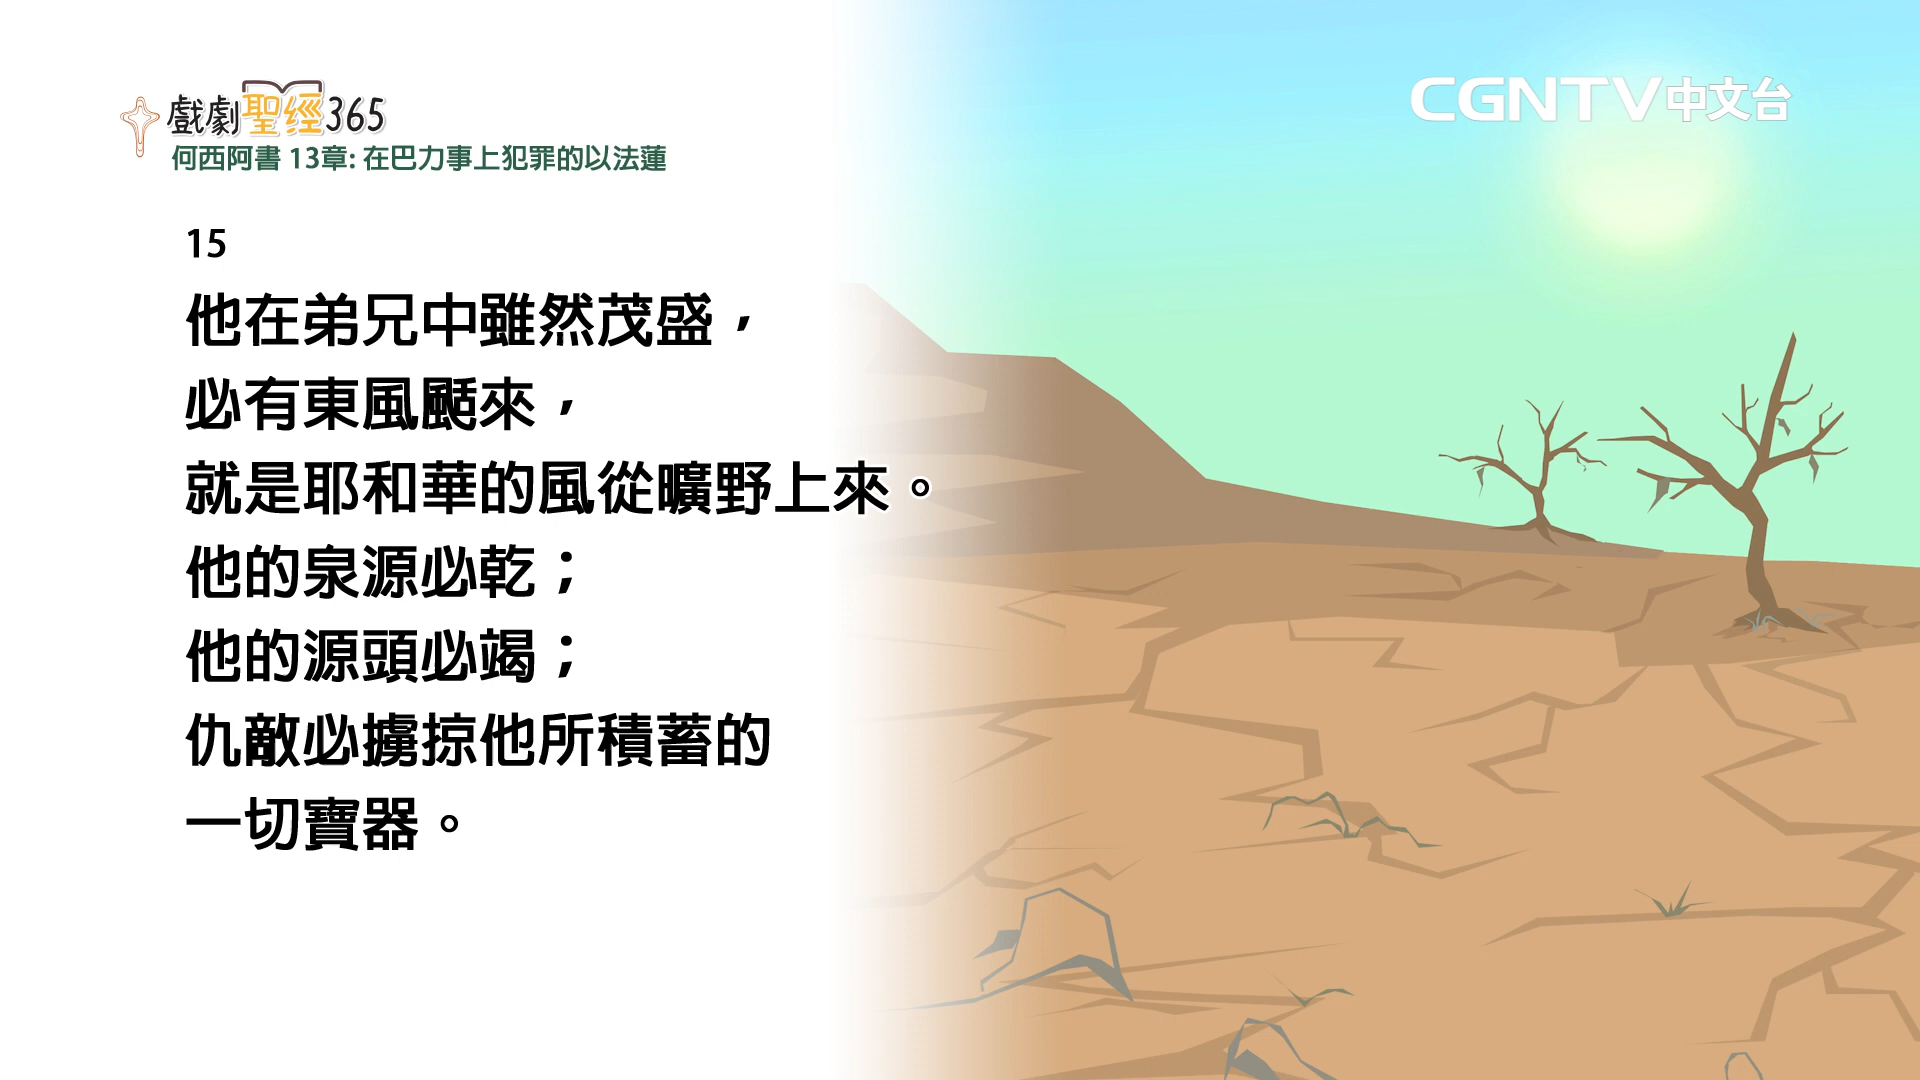 戲劇聖經365
CGNTV中文台
何西阿書 13章: 在巴力事上犯罪的以法蓮
15
他在弟兄中雖然茂盛，
必有東風颳來，
就是耶和華的風從曠野上來。
他的泉源必乾；
他的源頭必竭；
仇敵必擄掠他所積蓄的
一切寶器。